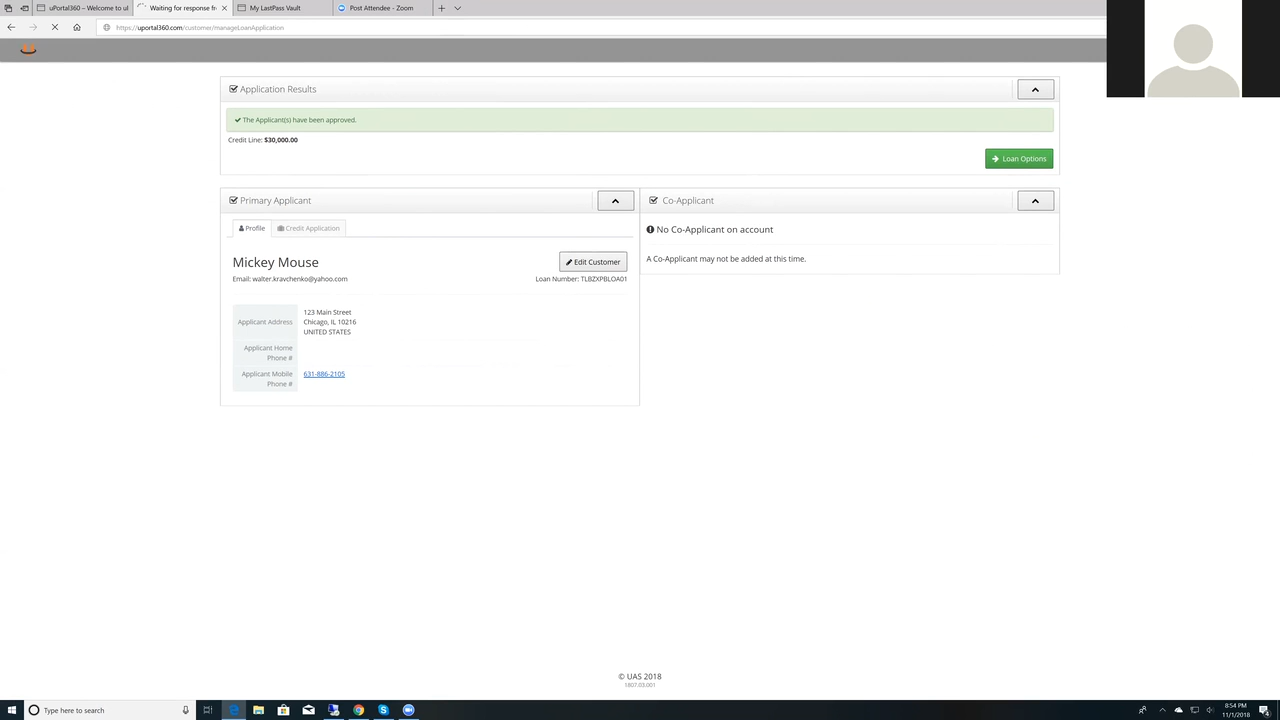 uPortal360 – Welcome to ul
Waiting for response fr
My LastPass Vault
Post Attendee - Zoom
https://uportal360.com/customer/manageLoanApplication
Application Results
The Applicant(s) have been approved.
Credit Line: $30,000.00
Loan Options
Primary Applicant
Co-Applicant
Profile
Credit Application
No Co-Applicant on account
Mickey Mouse
Edit Customer
A Co-Applicant may not be added at this time.
Email: walter.kravchenko@yahoo.com
Loan Number: TLBZXPBLOA01
Applicant Address
123 Main Street
Chicago, IL 10216
UNITED STATES
Applicant Home
Phone #
Applicant Mobile
Phone #
631-886-2105
© UAS 2018
1807.03.001
Type here to search
8:54 PM
11/1/2018